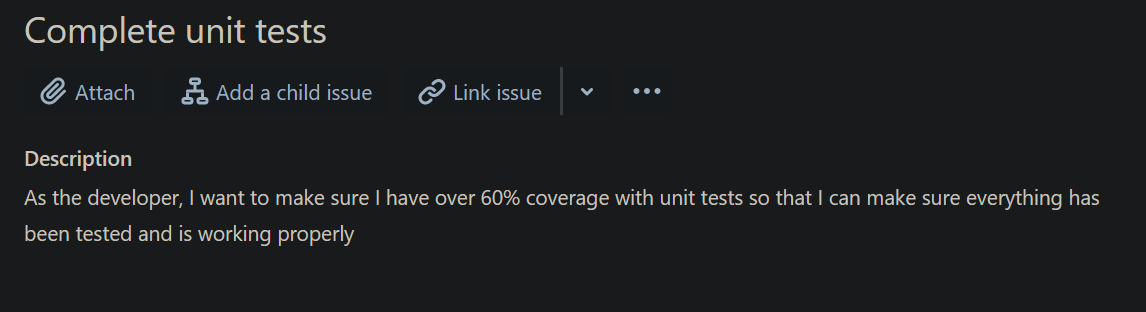 Complete unit tests
Attach Add a child issue Link issue
Description
As the developer, I want to make sure I have over 60% coverage with unit tests so that I can make sure everything has
been tested and is working properly